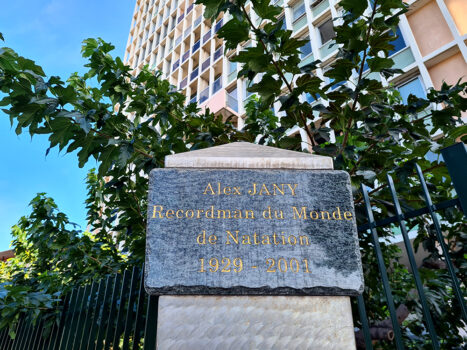 Alex JANY
Recordman du Monde
de Natation
1929 - 2001